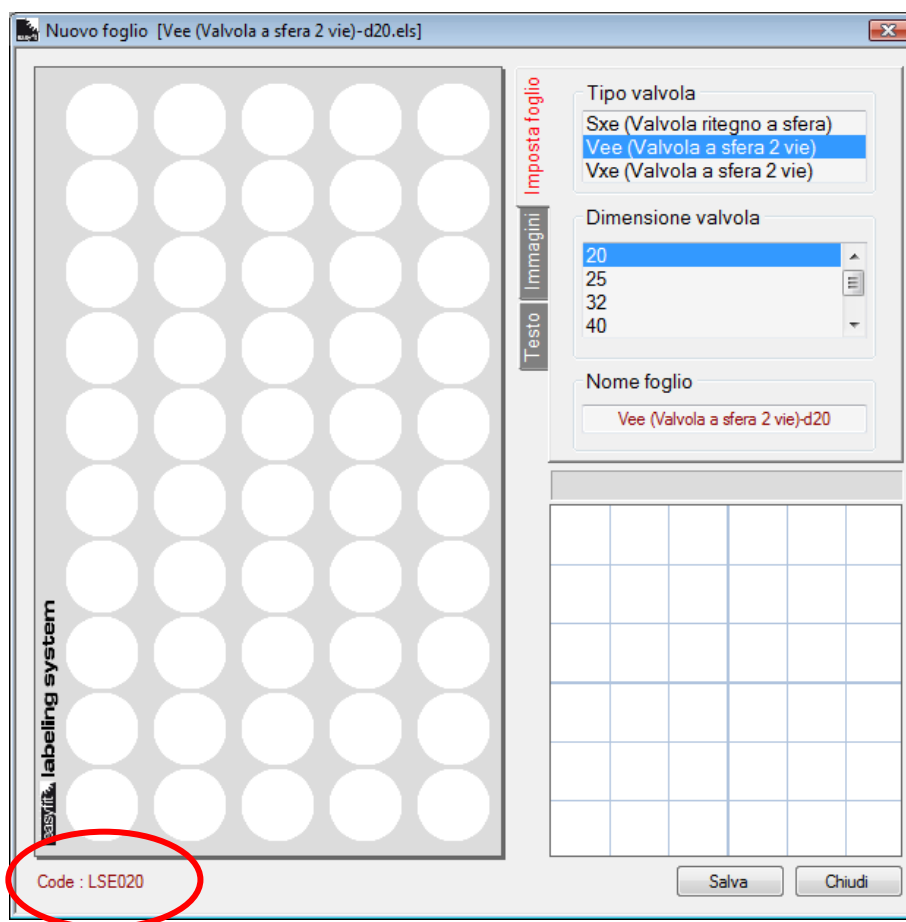 Nuovo foglio [Vee (Valvola a sfera 2 vie)-d20.els]
Imposta foglio
Immagini
Testo
Tipo valvola
Sxe (Valvola ritegno a sfera)
Vee (Valvola a sfera 2 vie)
Vxe (Valvola a sfera 2 vie)
Dimensione valvola
20
25
32
40
Nome foglio
Vee (Valvola a sfera 2 vie)-d20
easyfit labeling system
Code : LSE020
Salva
Chiudi